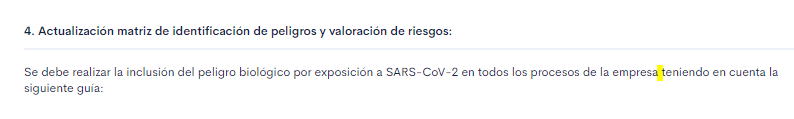 4. Actualización matriz de identificación de peligros y valoración de riesgos:
Se debe realizar la inclusión del peligro biológico por exposición a SARS-CoV-2 en todos los procesos de la empresa teniendo en cuenta la
siguiente guía: